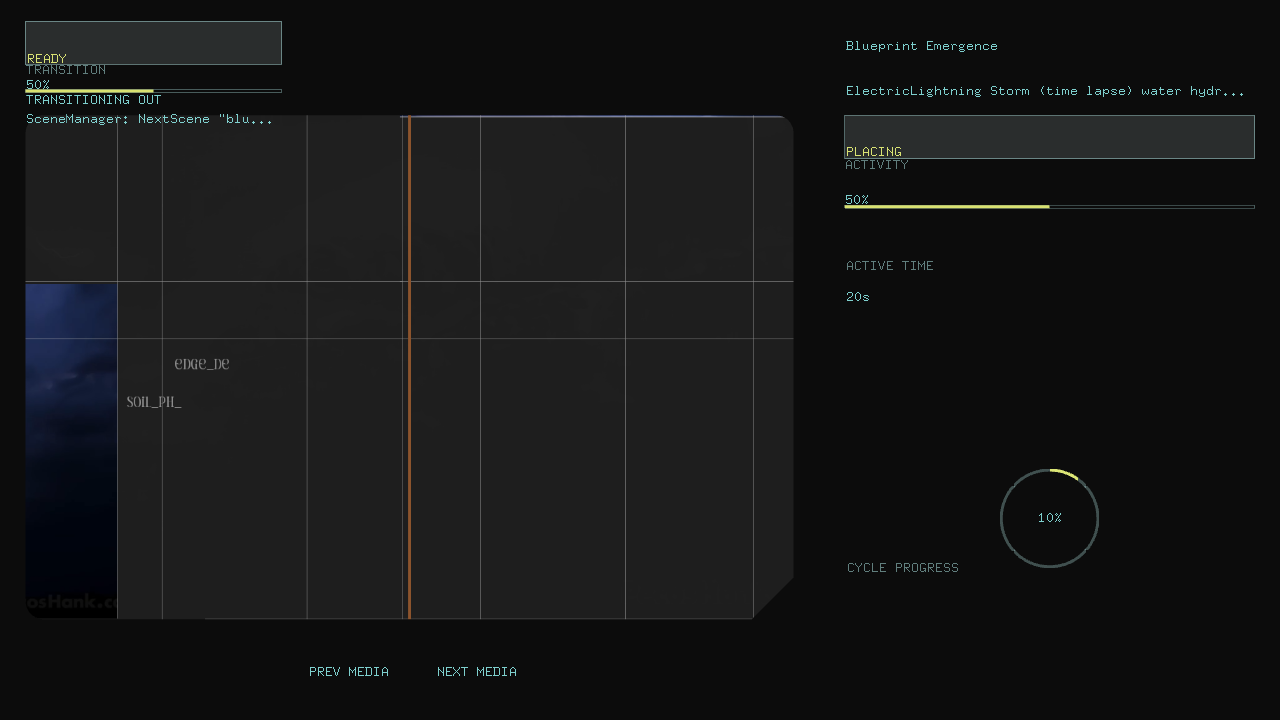 READY
TRANSITION
50%
TRANSITIONING OUT
SceneManager: NextScene "blu...
Blueprint Emergence
ElectricLightning Storm (time lapse) water hydr...
PLACING
ACTIVITY
50%
ACTIVE TIME
20s
EDGE_DE
SOIL_PH_
osHank.c
10%
CYCLE PROGRESS
PREV MEDIA
NEXT MEDIA